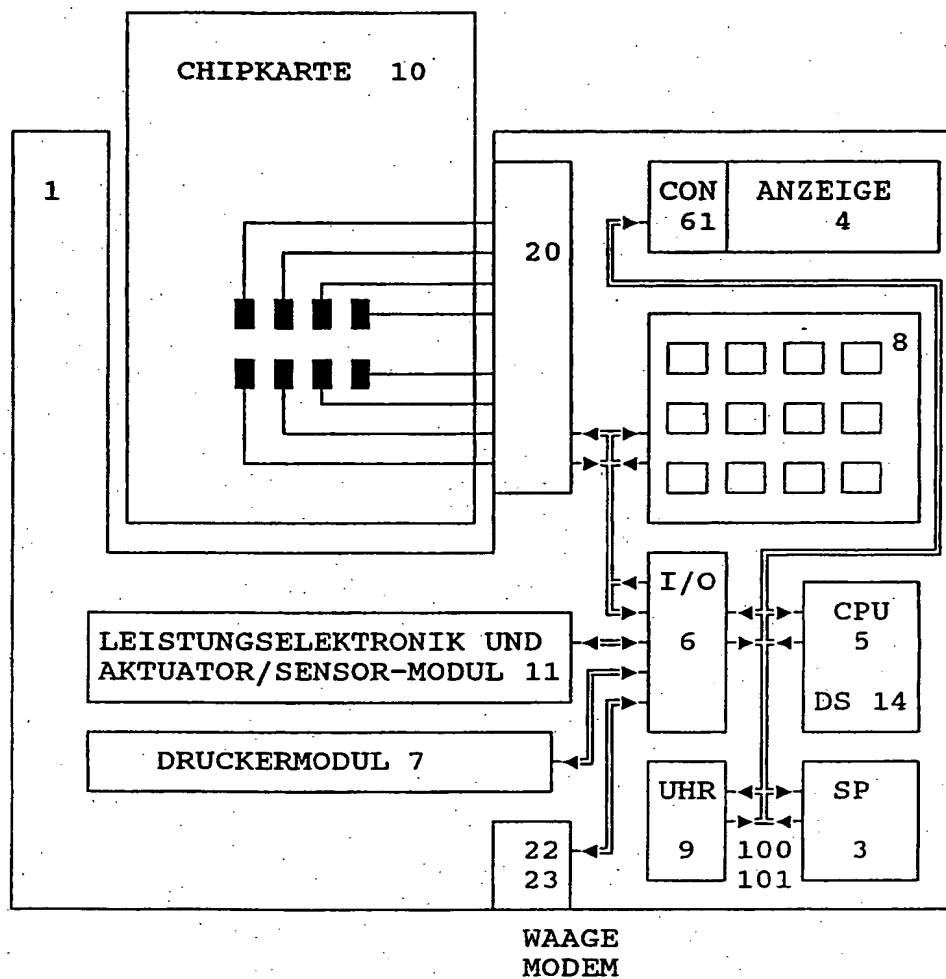 CHIPKARTE 10
1
20
CON
61
ANZEIGE
4
8
I/O
6
CPU
5
DS 14
LEISTUNGSELEKTRONIK UND
AKTUATOR/SENSOR-MODUL 11
DRUCKERMODUL 7
UHR
9
100
101
SP
3
22
23
WAAGE
MODEM